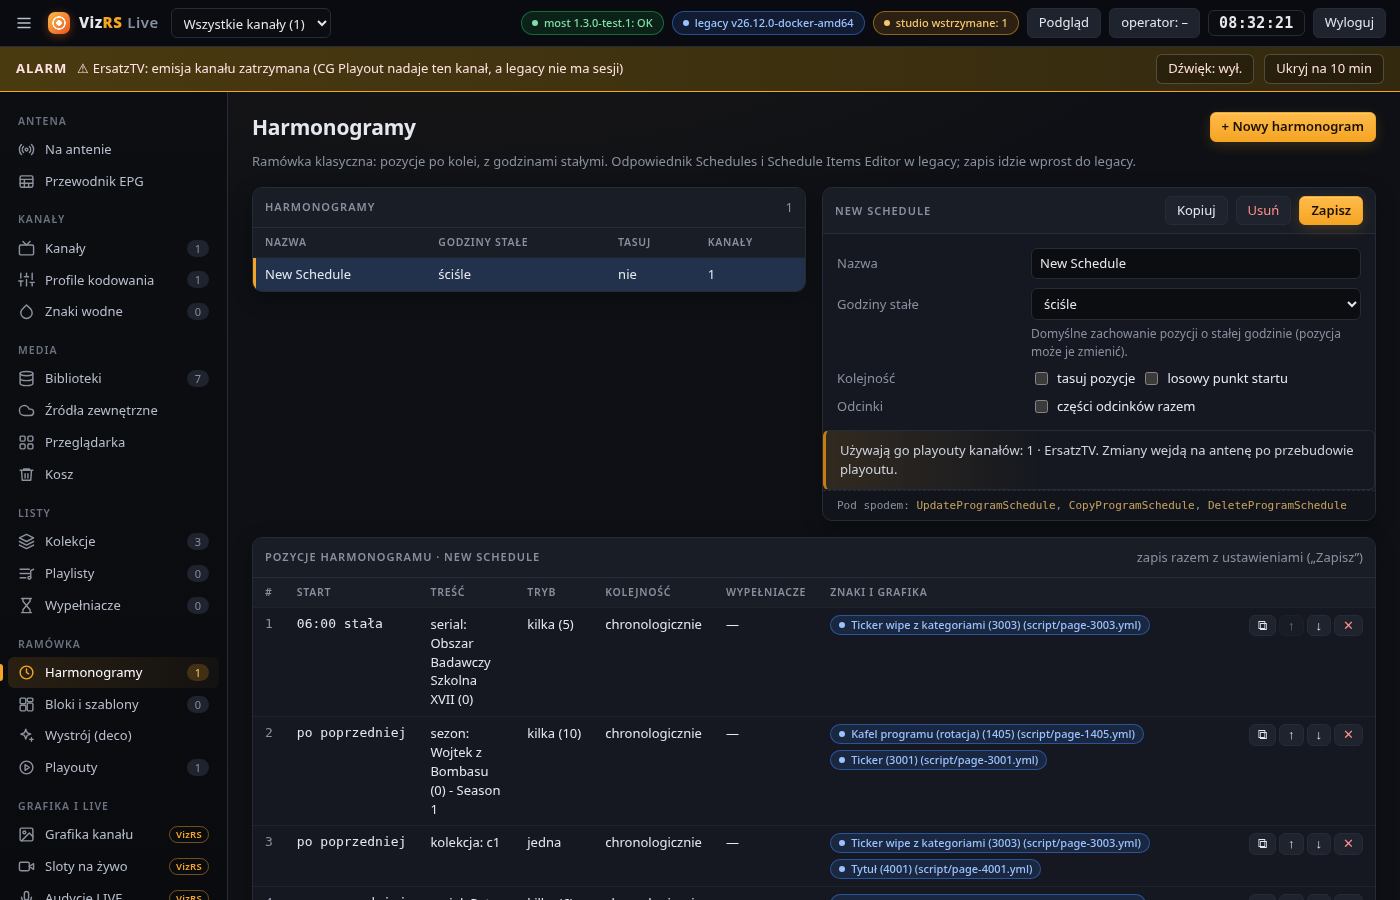 VizRS Live
Wszystkie kanały (1)
most 1.3.0-test.1: OK
legacy v26.12.0-docker-amd64
studio wstrzymane: 1
Podgląd
operator: –
08:32:21
Wyloguj
ALARM ⚠ ErsatzTV: emisja kanału zatrzymana (CG Playout nadaje ten kanał, a legacy nie ma sesji)
Dźwięk: wył.
Ukryj na 10 min
ANTENA
Na antenie
Przewodnik EPG
KANAŁY
Kanały 1
Profile kodowania 1
Znaki wodne 0
MEDIA
Biblioteki 7
Źródła zewnętrzne
Przeglądarka
Kosz
LISTY
Kolekcje 3
Playlisty 0
Wypełniacze 0
RAMÓWKA
Harmonogramy 1
Bloki i szablony 0
Wystrój (deco)
Playouty 1
GRAFIKA I LIVE
Grafika kanału VizRS
Sloty na żywo VizRS
Audycje LIVE VizRS
Harmonogramy
+ Nowy harmonogram
Ramówka klasyczna: pozycje po kolei, z godzinami stałymi. Odpowiednik Schedules i Schedule Items Editor w legacy; zapis idzie wprost do legacy.
HARMONOGRAMY 1
NAZWA GODZINY STAŁE TASUJ KANAŁY
New Schedule ściśle nie 1
NEW SCHEDULE
Kopiuj
Usuń
Zapisz
Nazwa New Schedule
Godziny stałe ściśle
Domyślne zachowanie pozycji o stałej godzinie (pozycja
może je zmienić).
Kolejność tasuj pozycje losowy punkt startu
Odcinki części odcinków razem
Używają go playouty kanałów: 1 · ErsatzTV. Zmiany wejdą na antenę po przebudowie
playoutu.
Pod spodem: UpdateProgramSchedule, CopyProgramSchedule, DeleteProgramSchedule
POZYCJE HARMONOGRAMU · NEW SCHEDULE
zapis razem z ustawieniami („Zapisz”)
# START TREŚĆ TRYB KOLEJNOŚĆ WYPEŁNIACZE ZNAKI I GRAFIKA
1 06:00 stała serial: kilka (5) chronologicznie — Ticker wipe z kategoriami (3003) (script/page-3003.yml) ↑ ↓ ✕
Obszar
Badawczy
Szkolna
XVII (0)
2 po poprzedniej sezon: kilka (10) chronologicznie — Kafel programu (rotacja) (1405) (script/page-1405.yml) ↑ ↓ ✕
Wojtek z Ticker (3001) (script/page-3001.yml)
Bombasu
(0) - Season
1
3 po poprzedniej kolekcja: c1 jedna chronologicznie — Ticker wipe z kategoriami (3003) (script/page-3003.yml) ↑ ↓ ✕
Tytuł (4001) (script/page-4001.yml)